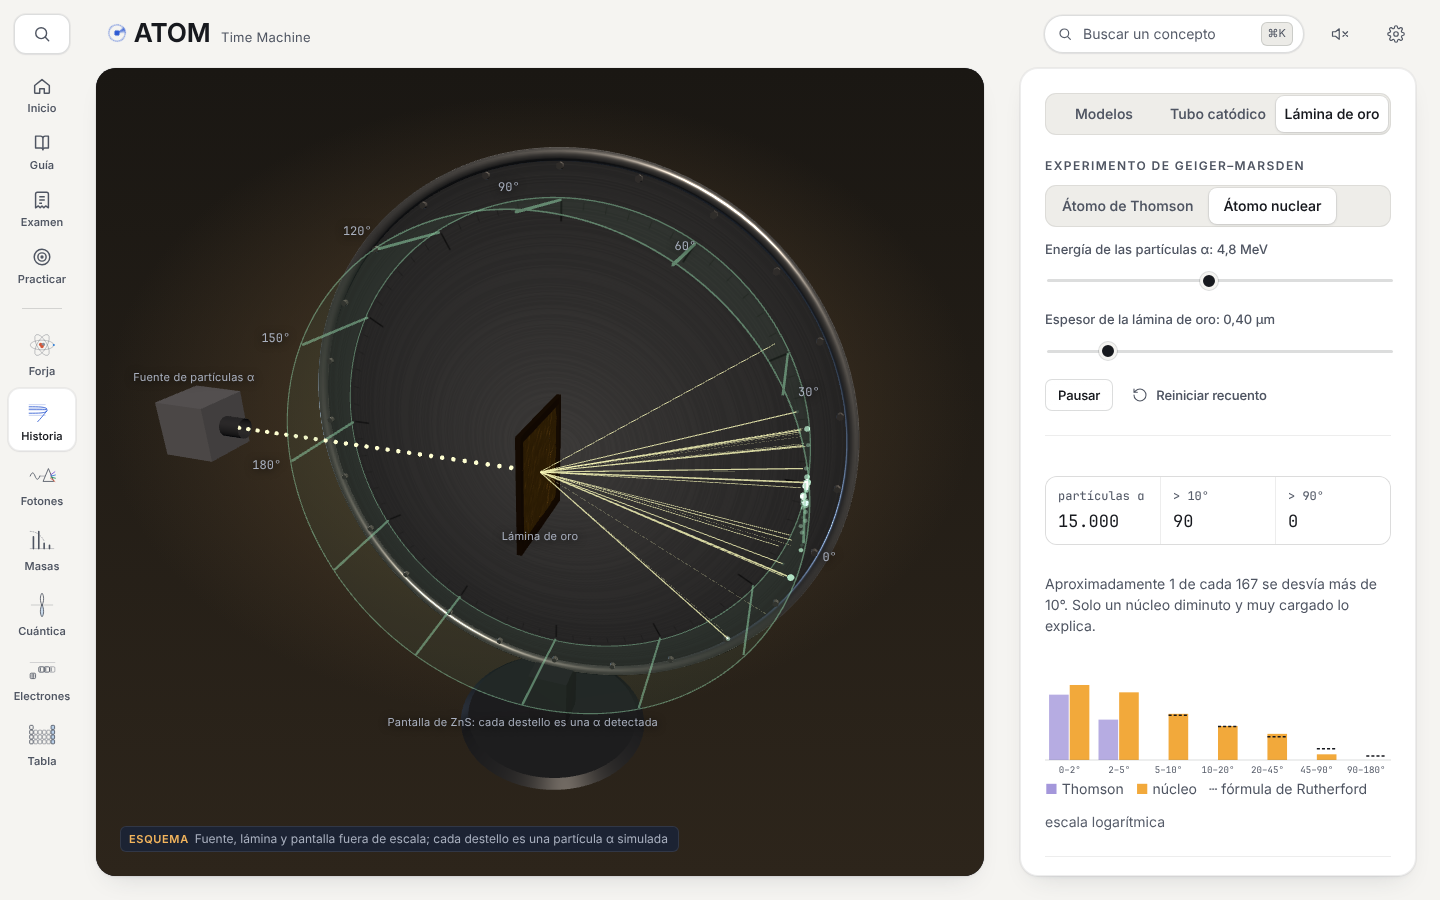 ATOM Time Machine
Buscar un concepto ⌘K
Inicio
Guía
Examen
Practicar
Forja
Historia
Fotones
Masas
Cuántica
Electrones
Tabla
90°
120°
60°
150°
30°
Fuente de partículas α
180°
Lámina de oro
0°
Pantalla de ZnS: cada destello es una α detectada
ESQUEMA Fuente, lámina y pantalla fuera de escala; cada destello es una partícula α simulada
Modelos Tubo catódico Lámina de oro
EXPERIMENTO DE GEIGER–MARSDEN
Átomo de Thomson Átomo nuclear
Energía de las partículas α: 4,8 MeV
Espesor de la lámina de oro: 0,40 µm
Pausar Reiniciar recuento
partículas α > 10° > 90°
15.000 90 0
Aproximadamente 1 de cada 167 se desvía más de
10°. Solo un núcleo diminuto y muy cargado lo
explica.
0–2° 2–5° 5–10° 10–20° 20–45° 45–90° 90–180°
Thomson núcleo fórmula de Rutherford
escala logarítmica